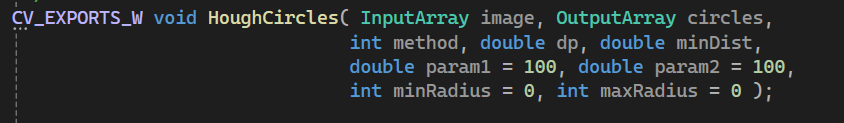 CV_EXPORTS_W void HoughCircles( InputArray image, OutputArray circles,
int method, double dp, double minDist,
double param1 = 100, double param2 = 100,
int minRadius = 0, int maxRadius = 0 );